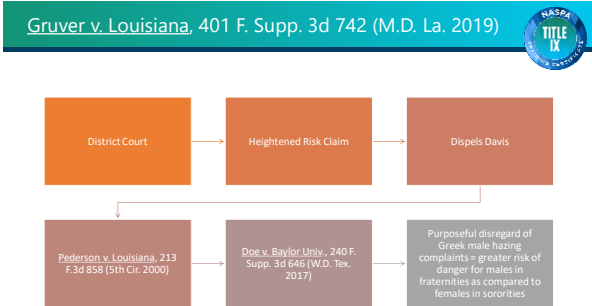 Gruver v. Louisiana, 401 F. Supp. 3d 742 (M.D. La. 2019)
NASPA
TITLE
IX
TRAINING CERTIFICATE
District Court
Heightened Risk Claim
Dispels Davis
Pederson v. Louisiana, 213
F.3d 858 (5th Cir. 2000)
Doe v. Baylor Univ., 240 F.
Supp. 3d 646 (W.D. Tex.
2017)
Purposeful disregard of
Greek male hazing
complaints = greater risk of
danger for males in
fraternities as compared to
females in sororities